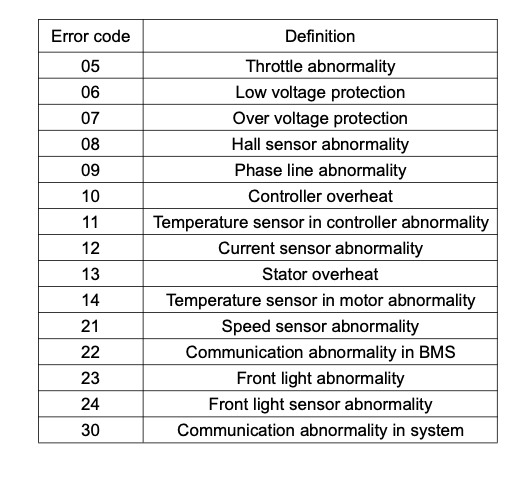 Error code Definition
05 Throttle abnormality
06 Low voltage protection
07 Over voltage protection
08 Hall sensor abnormality
09 Phase line abnormality
10 Controller overheat
11 Temperature sensor in controller abnormality
12 Current sensor abnormality
13 Stator overheat
14 Temperature sensor in motor abnormality
21 Speed sensor abnormality
22 Communication abnormality in BMS
23 Front light abnormality
24 Front light sensor abnormality
30 Communication abnormality in system